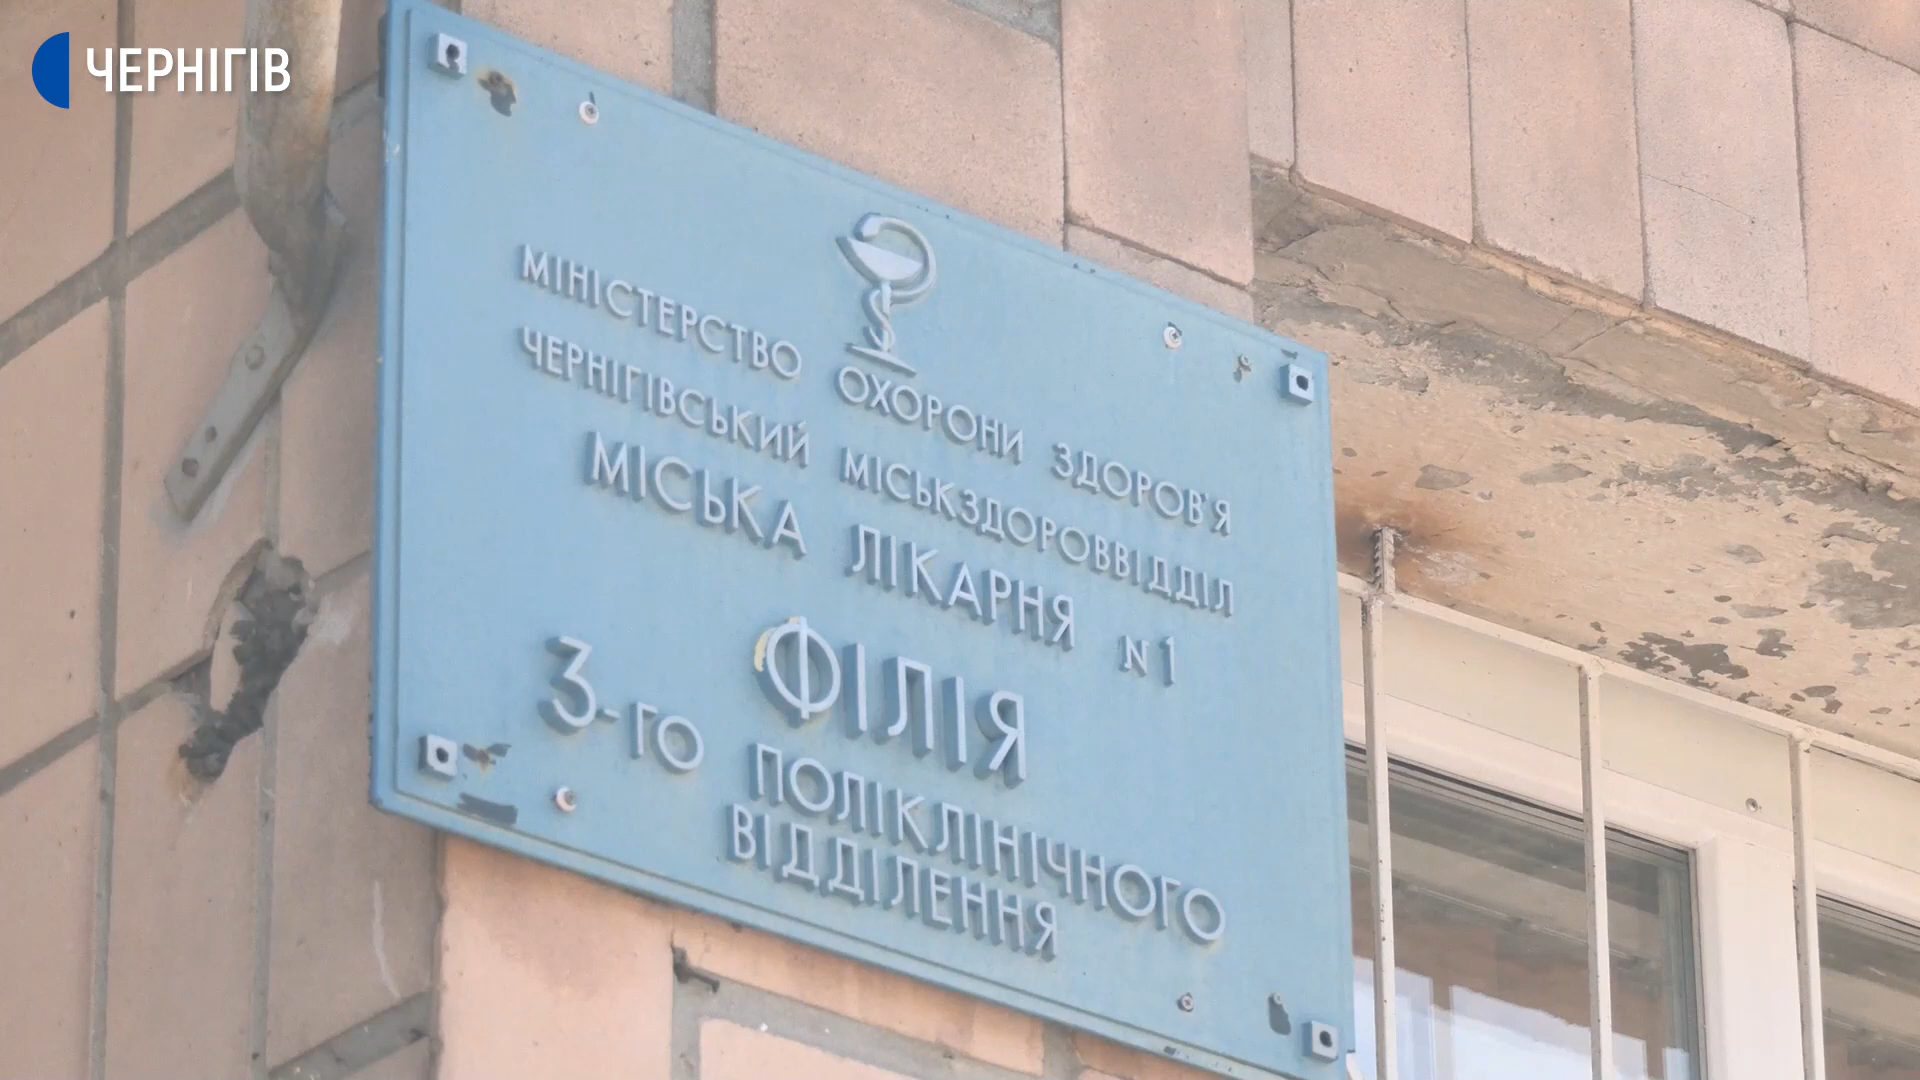 ЧЕРНІГІВ
МІНІСТЕРСТВО ОХОРОНИ ЗДОРОВ'Я
ЧЕРНІГІВСЬКИЙ МІСЬКЗДОРОВВІДДІЛ
МІСЬКА ЛІКАРНЯ №1
ФІЛІЯ
3-ГО ПОЛІКЛІНІЧНОГО
ВІДДІЛЕННЯ